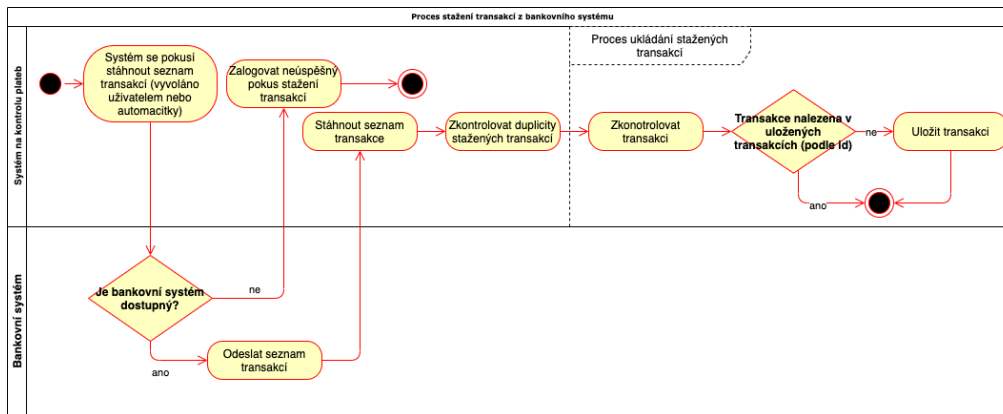 Proces stažení transakcí z bankovního systému
Systém na kontrolu plateb
Systém se pokusí
stáhnout seznam
transakcí (vyvoláno
uživatelem nebo
automacitky)
Zalogovat neúspěšný
pokus stažení
transakcí
Stáhnout seznam
transakce
Zkontrolovat duplicity
stažených transakcí
Proces ukládání stažených
transakcí
Zkonotrolovat
transakci
Transakce nalezena v
uložených
transakcích (podle id)
ne
Uložit transakci
ano
Bankovní systém
Je bankovní systém
dostupný?
ne
ano
Odeslat seznam
transakcí